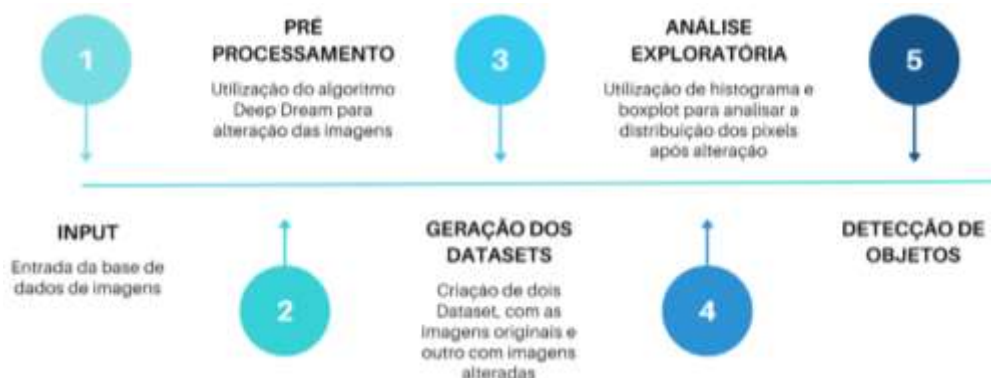 1
INPUT
Entrada da base de
dados de imagens
PRÉ
PROCESSAMENTO
Utilização do algoritmo
Deep Dream para
alteração das imagens
2
3
GERAÇÃO DOS
DATASETS
Criação de dois
Dataset, com as
imagens originais e
outro com imagens
alteradas
ANÁLISE
EXPLORATÓRIA
Utilização de histograma e
boxplot para analisar a
distribuição dos pixels
após alteração
4
5
DETECÇÃO DE
OBJETOS